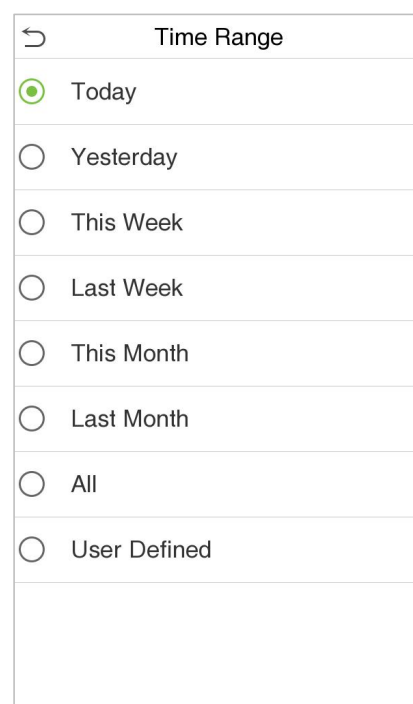 Time Range
Today
Yesterday
This Week
Last Week
This Month
Last Month
All
User Defined